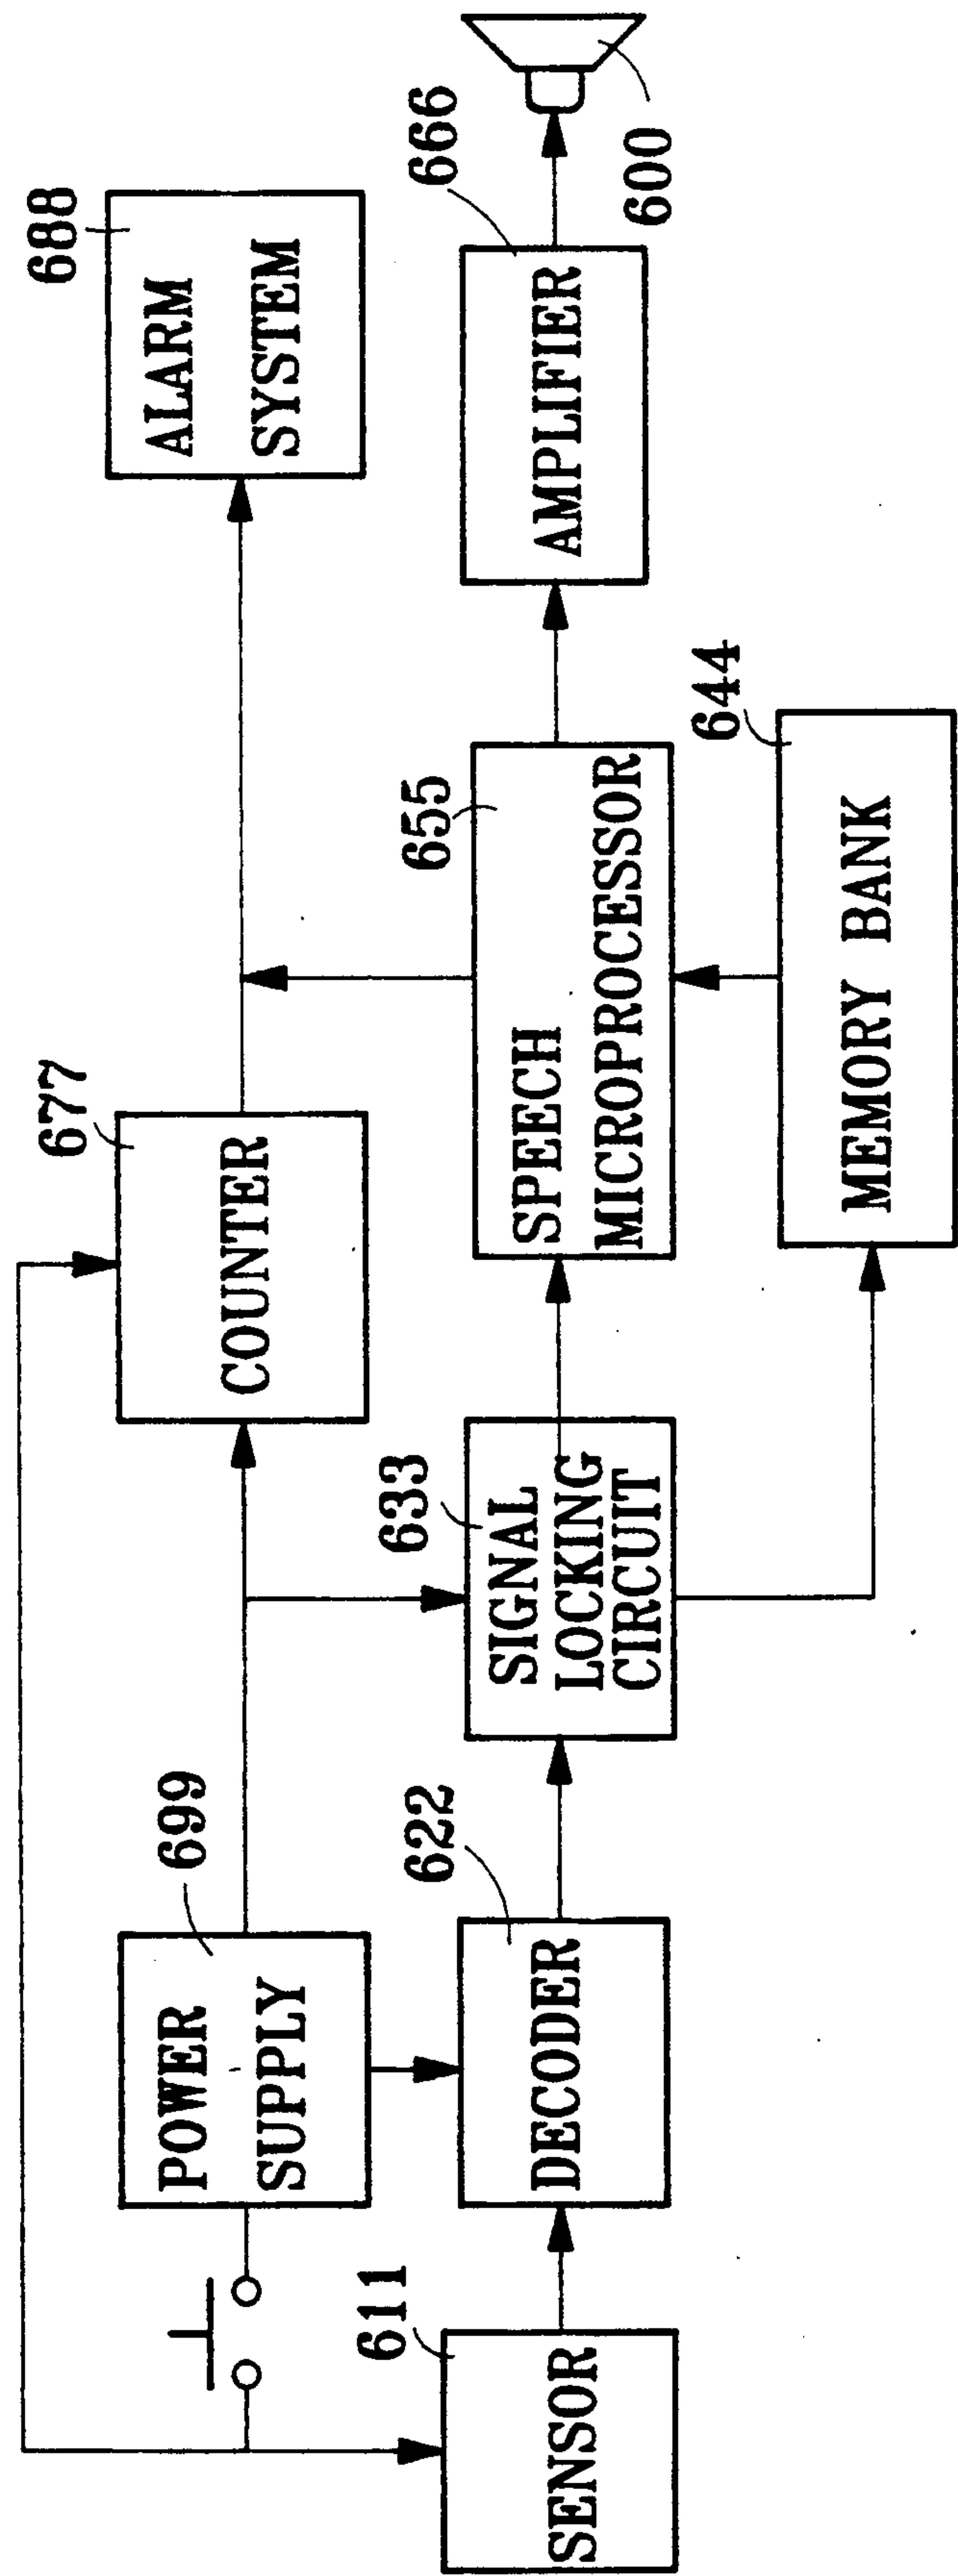 688
ALARM
SYSTEM
677
COUNTER
699
POWER
SUPPLY
666
AMPLIFIER
600
655
SPEECH
MICROPROCESSOR
633
SIGNAL
LOCKING
CIRCUIT
622
DECODER
611
SENSOR
644
MEMORY BANK